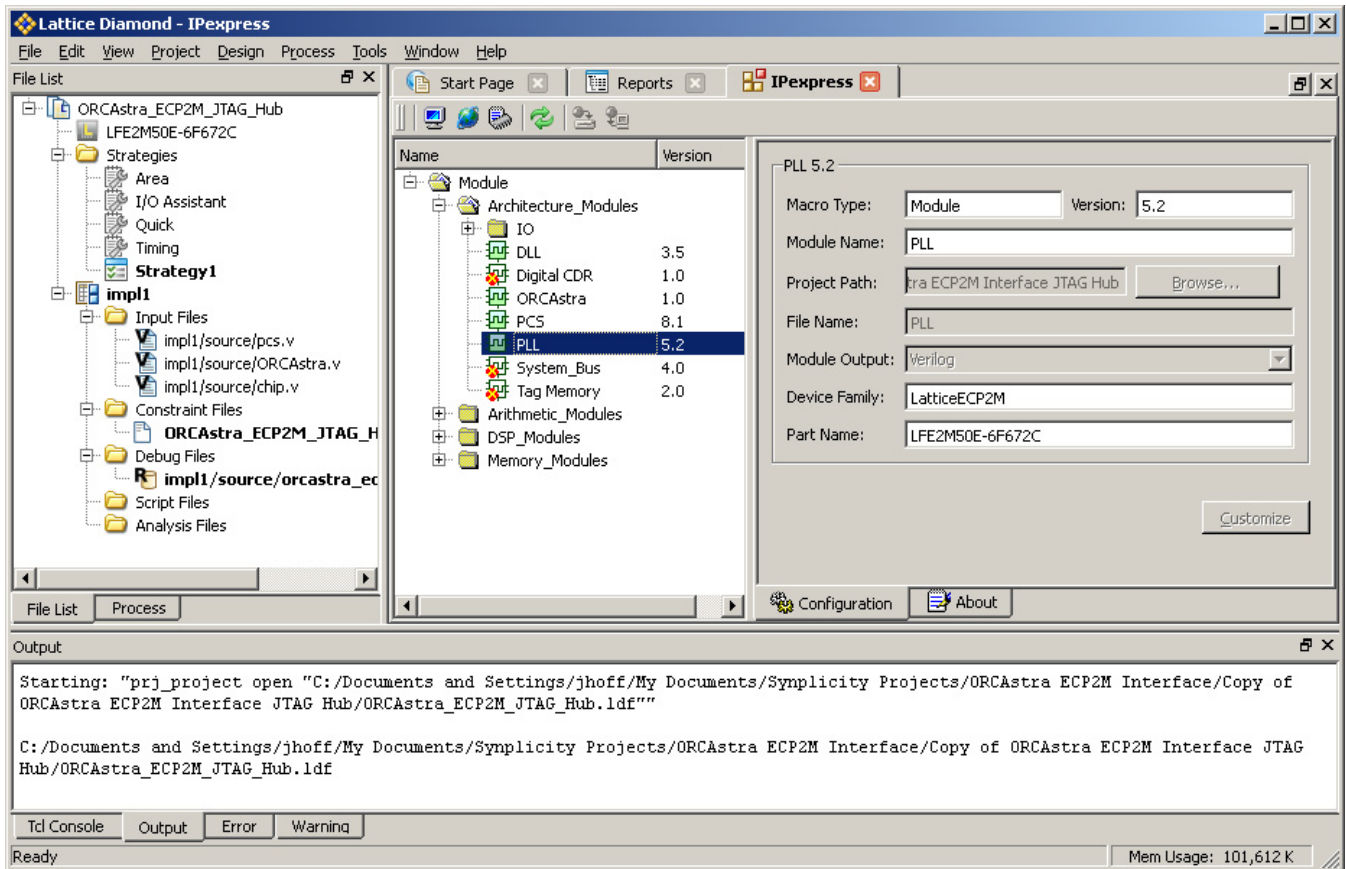 Lattice Diamond - IPexpress
File Edit View Project Design Process Tools Window Help
File List
ORCAstra_ECP2M_JTAG_Hub
LFE2M50E-6F672C
Strategies
Area
I/O Assistant
Quick
Timing
Strategy1
impl1
Input Files
impl1/source/pcs.v
impl1/source/ORCAstra.v
impl1/source/chip.v
Constraint Files
ORCAstra_ECP2M_JTAG_H
Debug Files
impl1/source/orcastra_ec
Script Files
Analysis Files
File List Process
Start Page Reports IPexpress
Name Version
Module
Architecture_Modules
IO
DLL 3.5
Digital CDR 1.0
ORCAstra 1.0
PCS 8.1
PLL 5.2
System_Bus 4.0
Tag Memory 2.0
Arithmetic_Modules
DSP_Modules
Memory_Modules
PLL 5.2
Macro Type: Module Version: 5.2
Module Name: PLL
Project Path: tra ECP2M Interface JTAG Hub Browse...
File Name: PLL
Module Output: Verilog
Device Family: LatticeECP2M
Part Name: LFE2M50E-6F672C
Customize
Configuration About
Output
Starting: "prj_project open "C:/Documents and Settings/jhoff/My Documents/Synplicity Projects/ORCAstra ECP2M Interface/Copy of
ORCAstra ECP2M Interface JTAG Hub/ORCAstra_ECP2M_JTAG_Hub.ldf""
C:/Documents and Settings/jhoff/My Documents/Synplicity Projects/ORCAstra ECP2M Interface/Copy of ORCAstra ECP2M Interface JTAG
Hub/ORCAstra_ECP2M_JTAG_Hub.ldf
Tcl Console Output Error Warning
Ready Mem Usage: 101,612 K